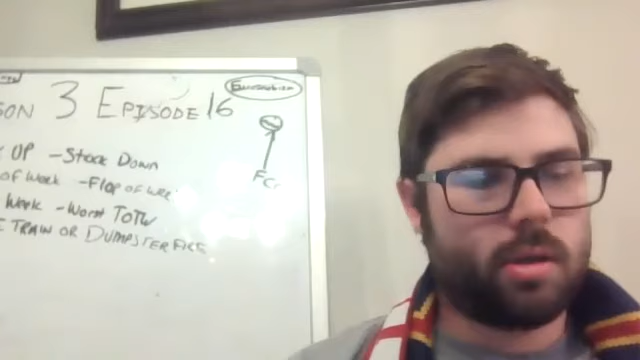 SON 3 EPISODE 16
UP - Stock Down
of Week - Flop of Wee
Week - Worst TOTW
E TRAIN OR DUMPSTER FIRE